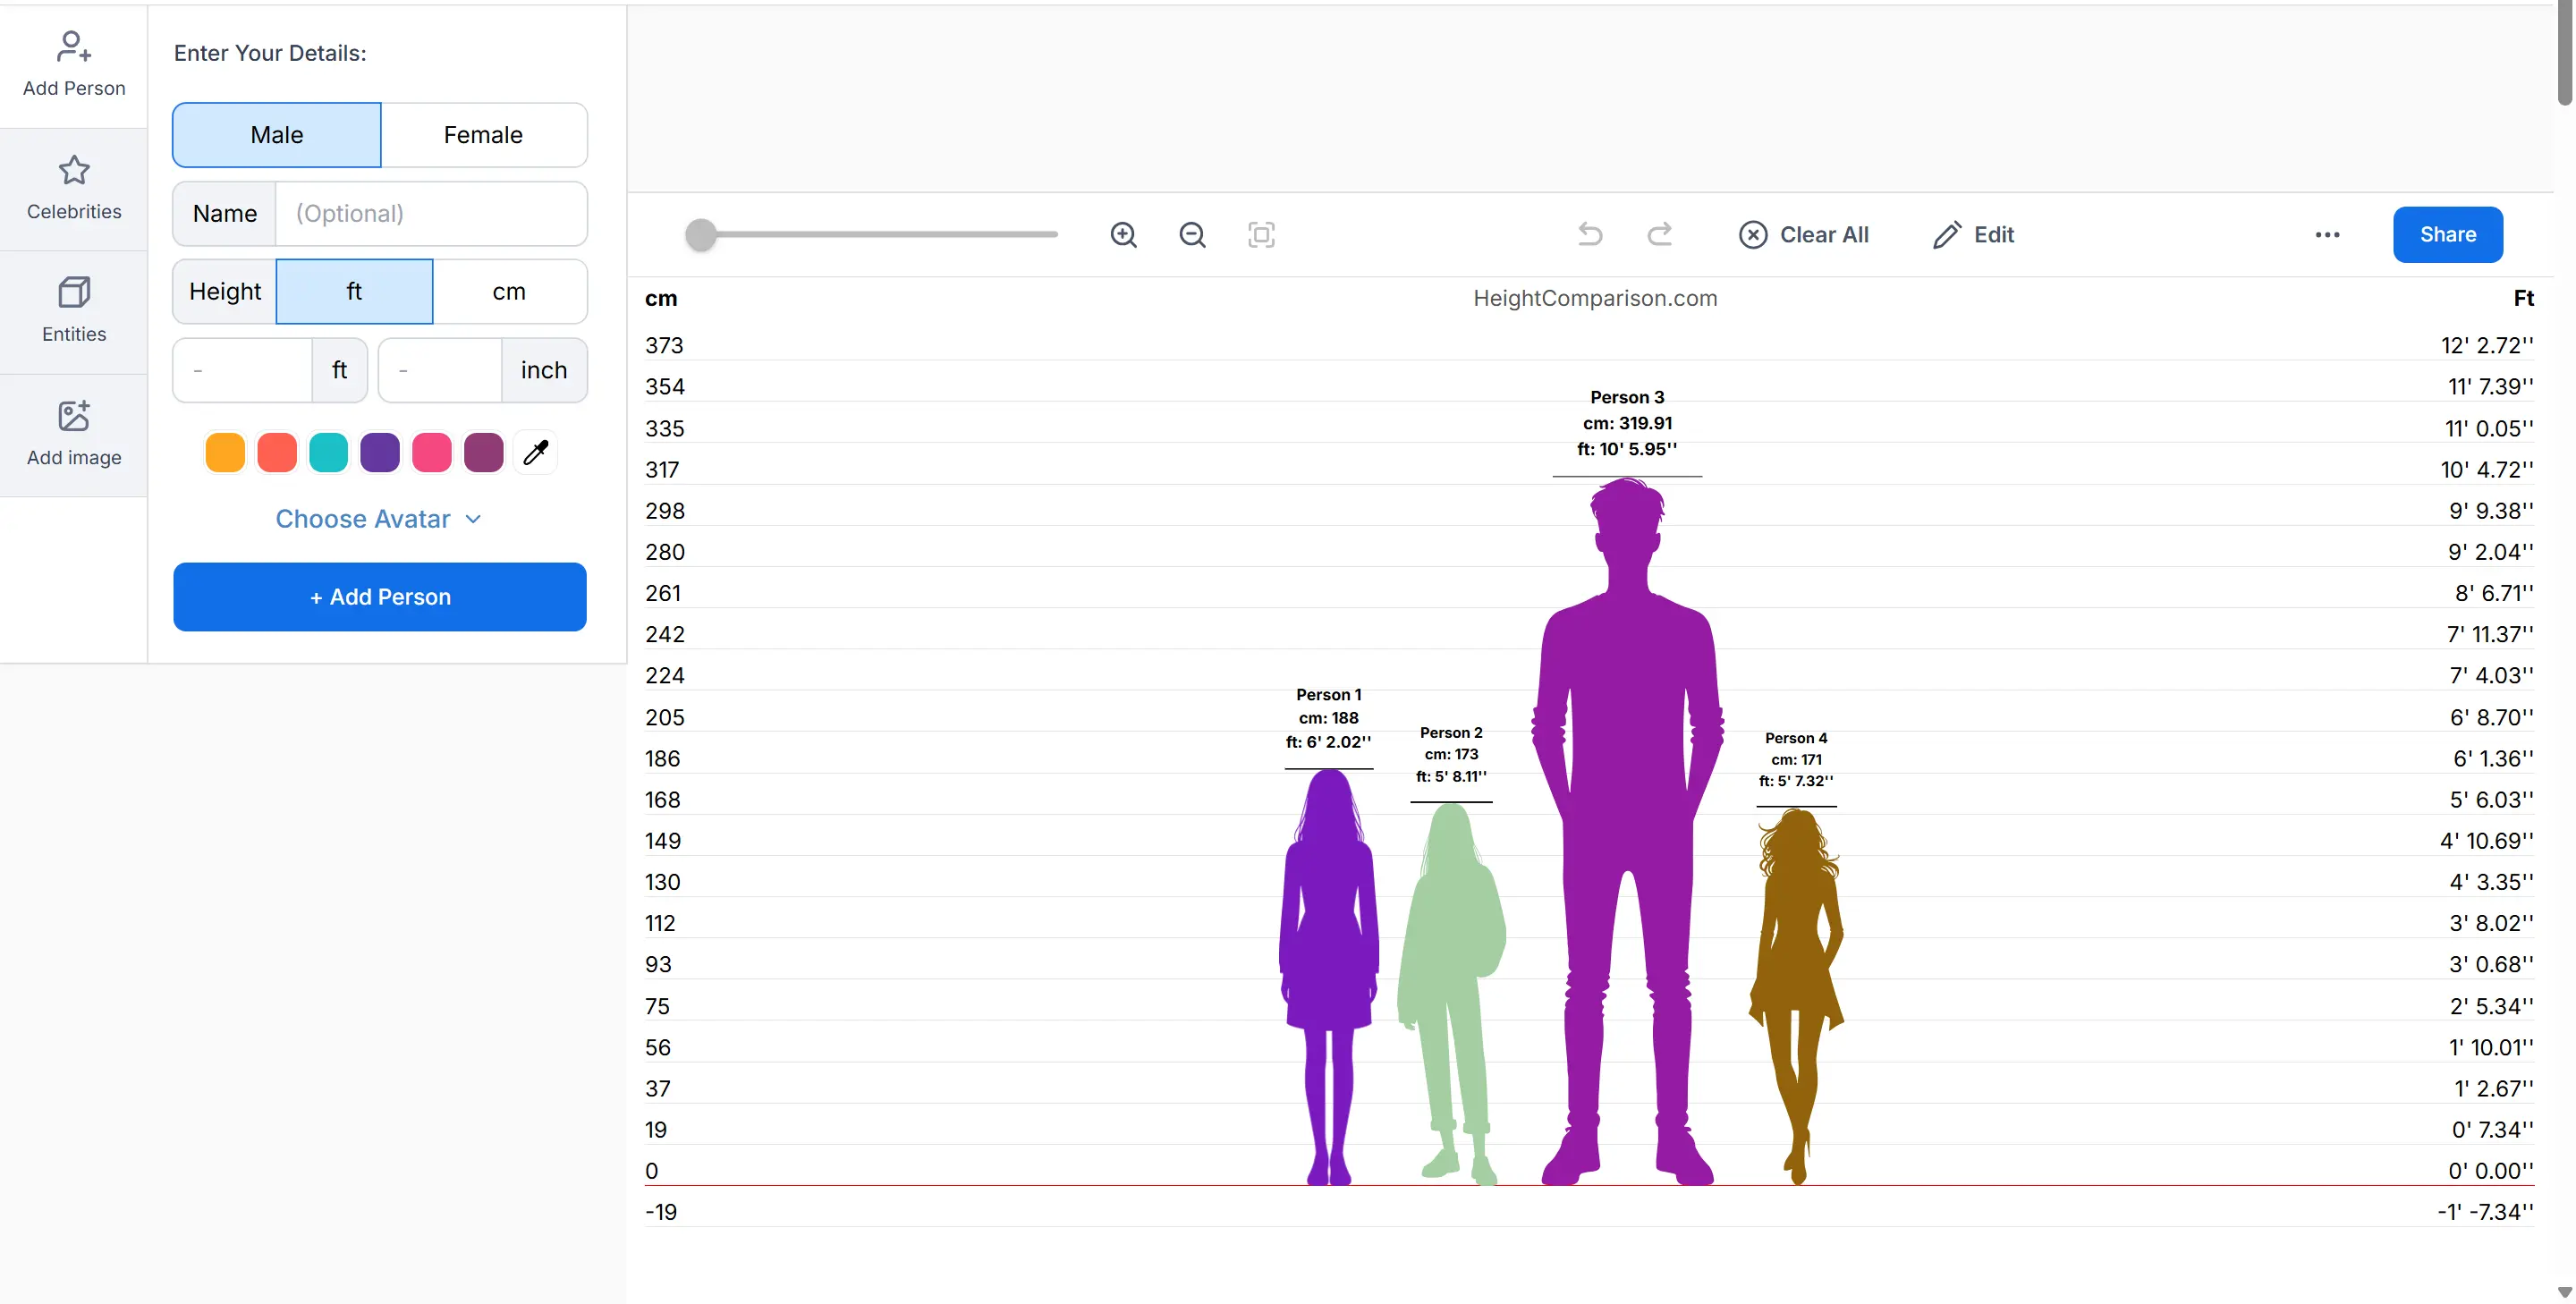 Add Person
Celebrities
Entities
Add image
Enter Your Details:
Male Female
Name (Optional)
Height ft cm
- ft - inch
Choose Avatar
+ Add Person
Clear All Edit ... Share
cm HeightComparison.com Ft
373 12' 2.72''
354 11' 7.39''
335 11' 0.05''
317 10' 4.72''
298 9' 9.38''
280 9' 2.04''
261 8' 6.71''
242 7' 11.37''
224 7' 4.03''
205 6' 8.70''
186 6' 1.36''
168 5' 6.03''
149 4' 10.69''
130 4' 3.35''
112 3' 8.02''
93 3' 0.68''
75 2' 5.34''
56 1' 10.01''
37 1' 2.67''
19 0' 7.34''
0 0' 0.00''
-19 -1' -7.34''
Person 1
cm: 188
ft: 6' 2.02''
Person 2
cm: 173
ft: 5' 8.11''
Person 3
cm: 319.91
ft: 10' 5.95''
Person 4
cm: 171
ft: 5' 7.32''